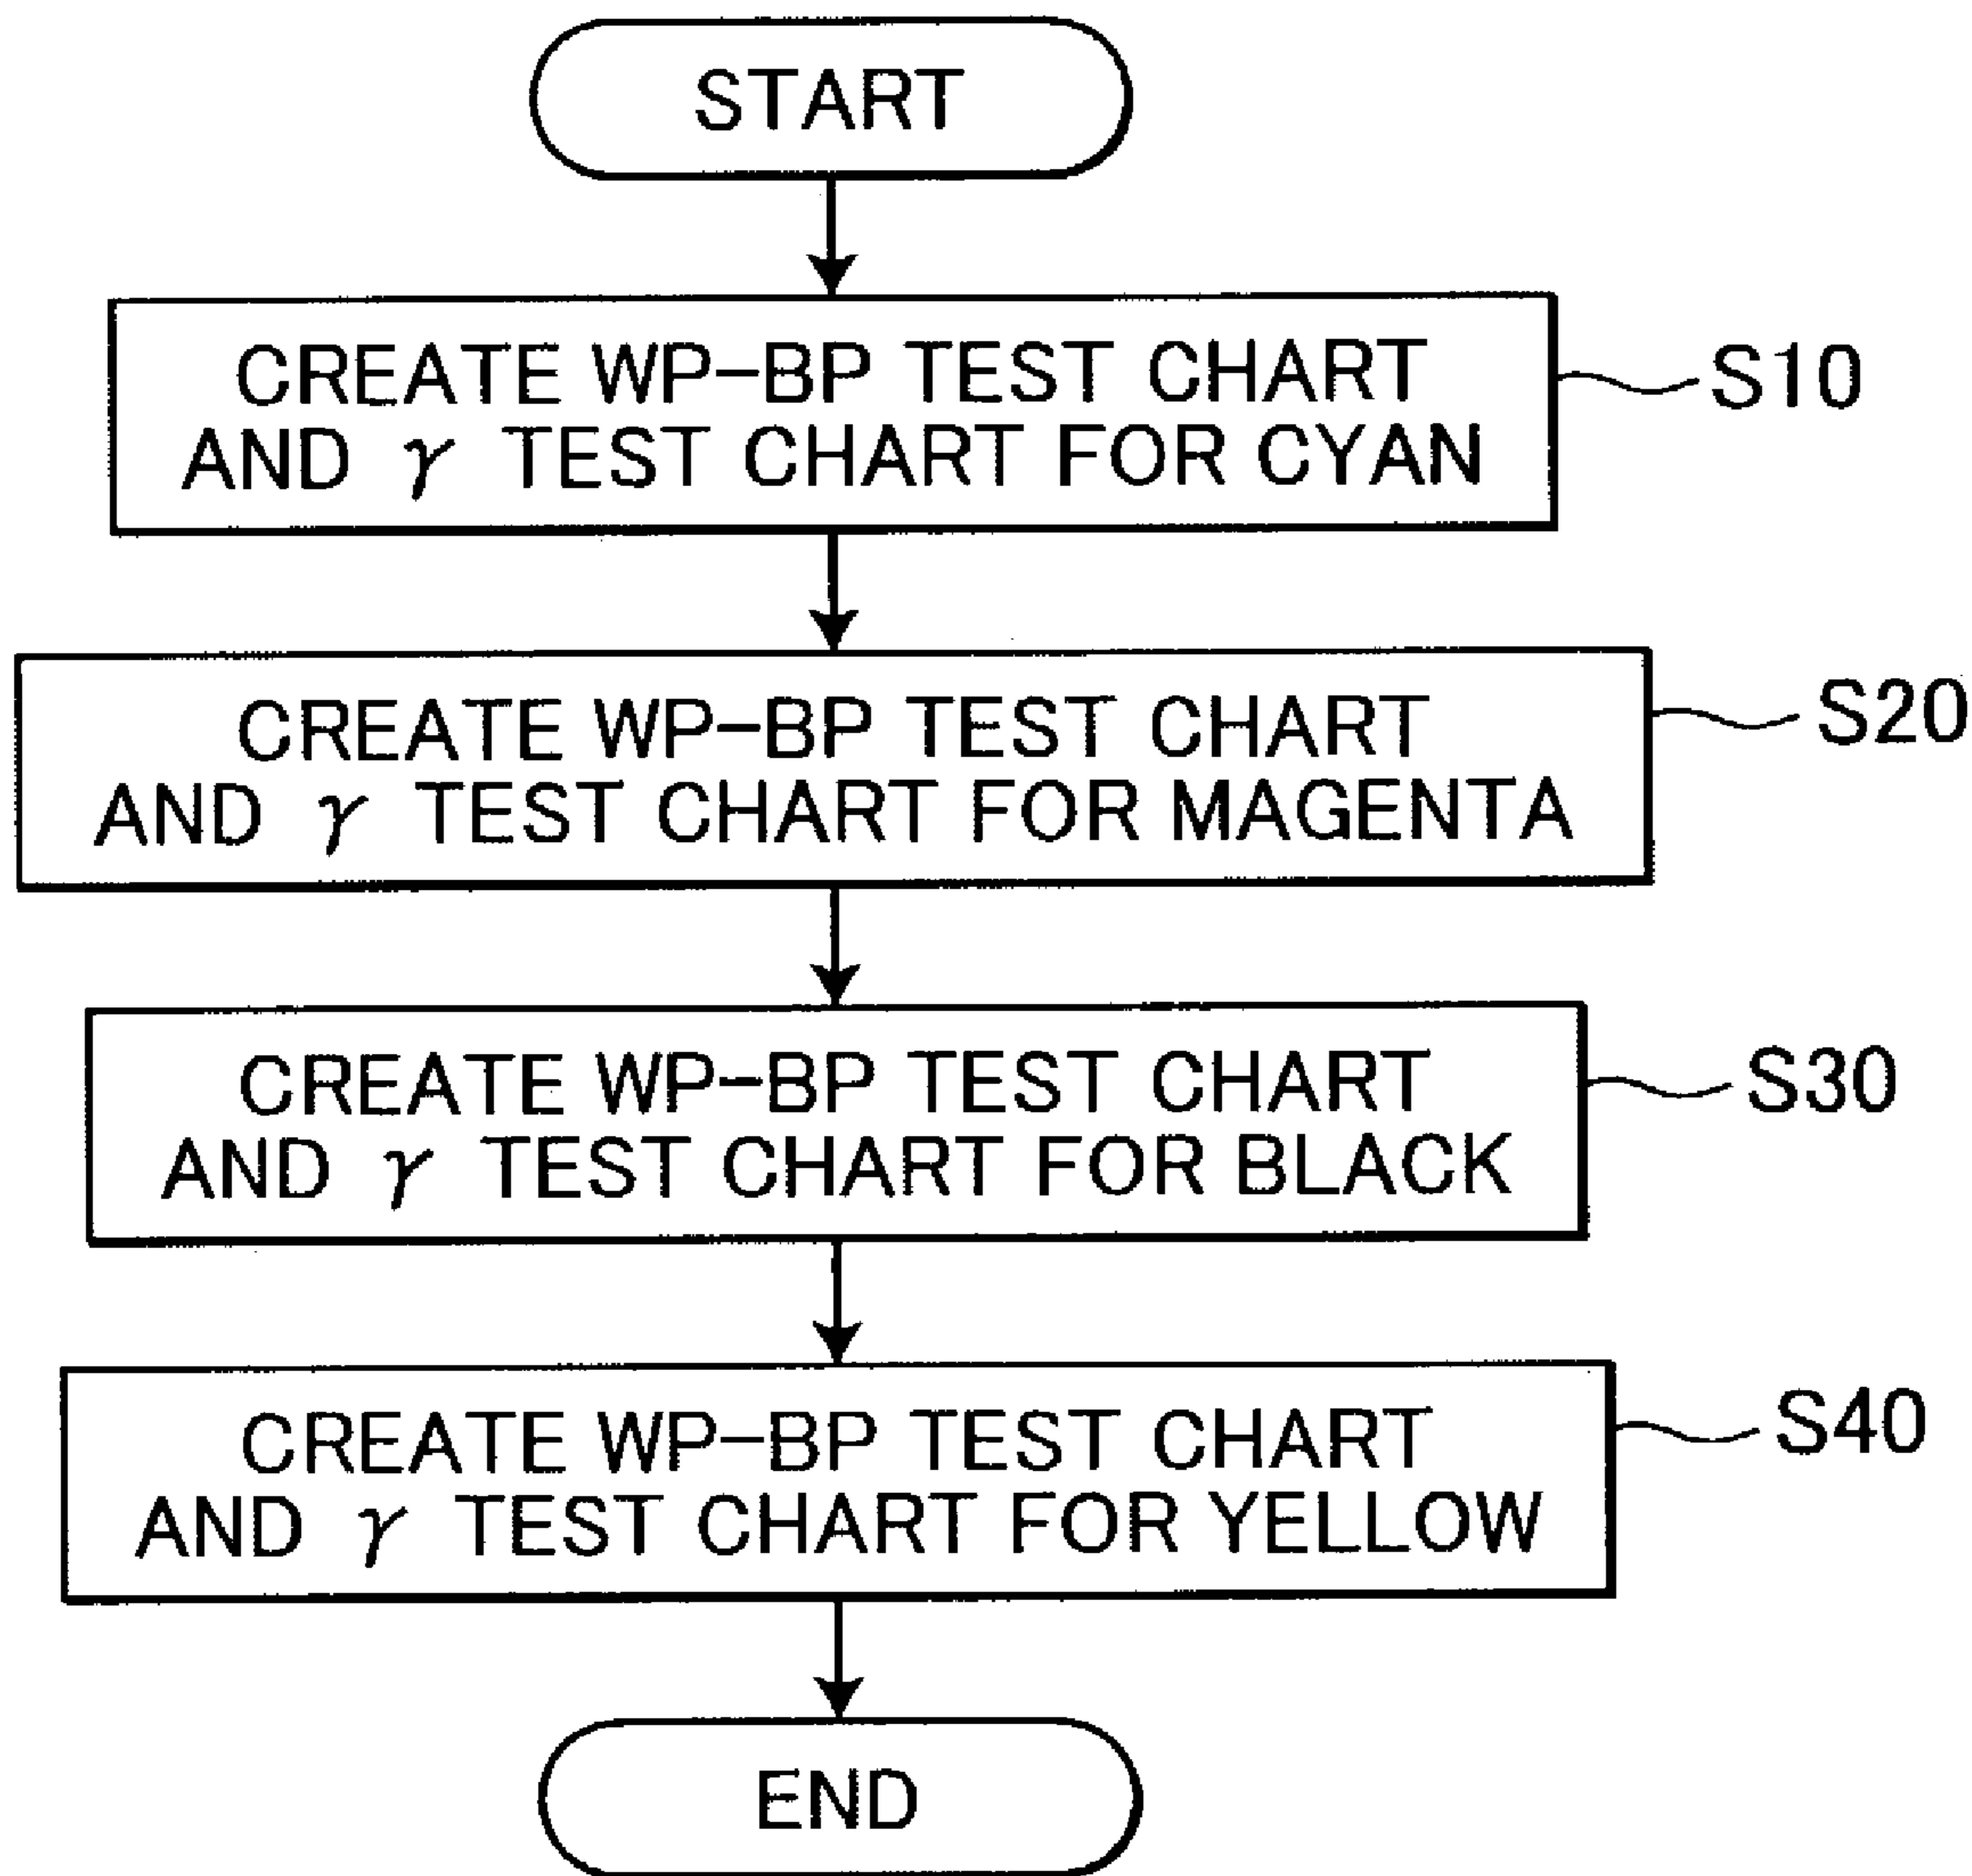 START
CREATE WP-BP TEST CHART
AND γ TEST CHART FOR CYAN
S10
CREATE WP-BP TEST CHART
AND γ TEST CHART FOR MAGENTA
S20
CREATE WP-BP TEST CHART
AND γ TEST CHART FOR BLACK
S30
CREATE WP-BP TEST CHART
AND γ TEST CHART FOR YELLOW
S40
END